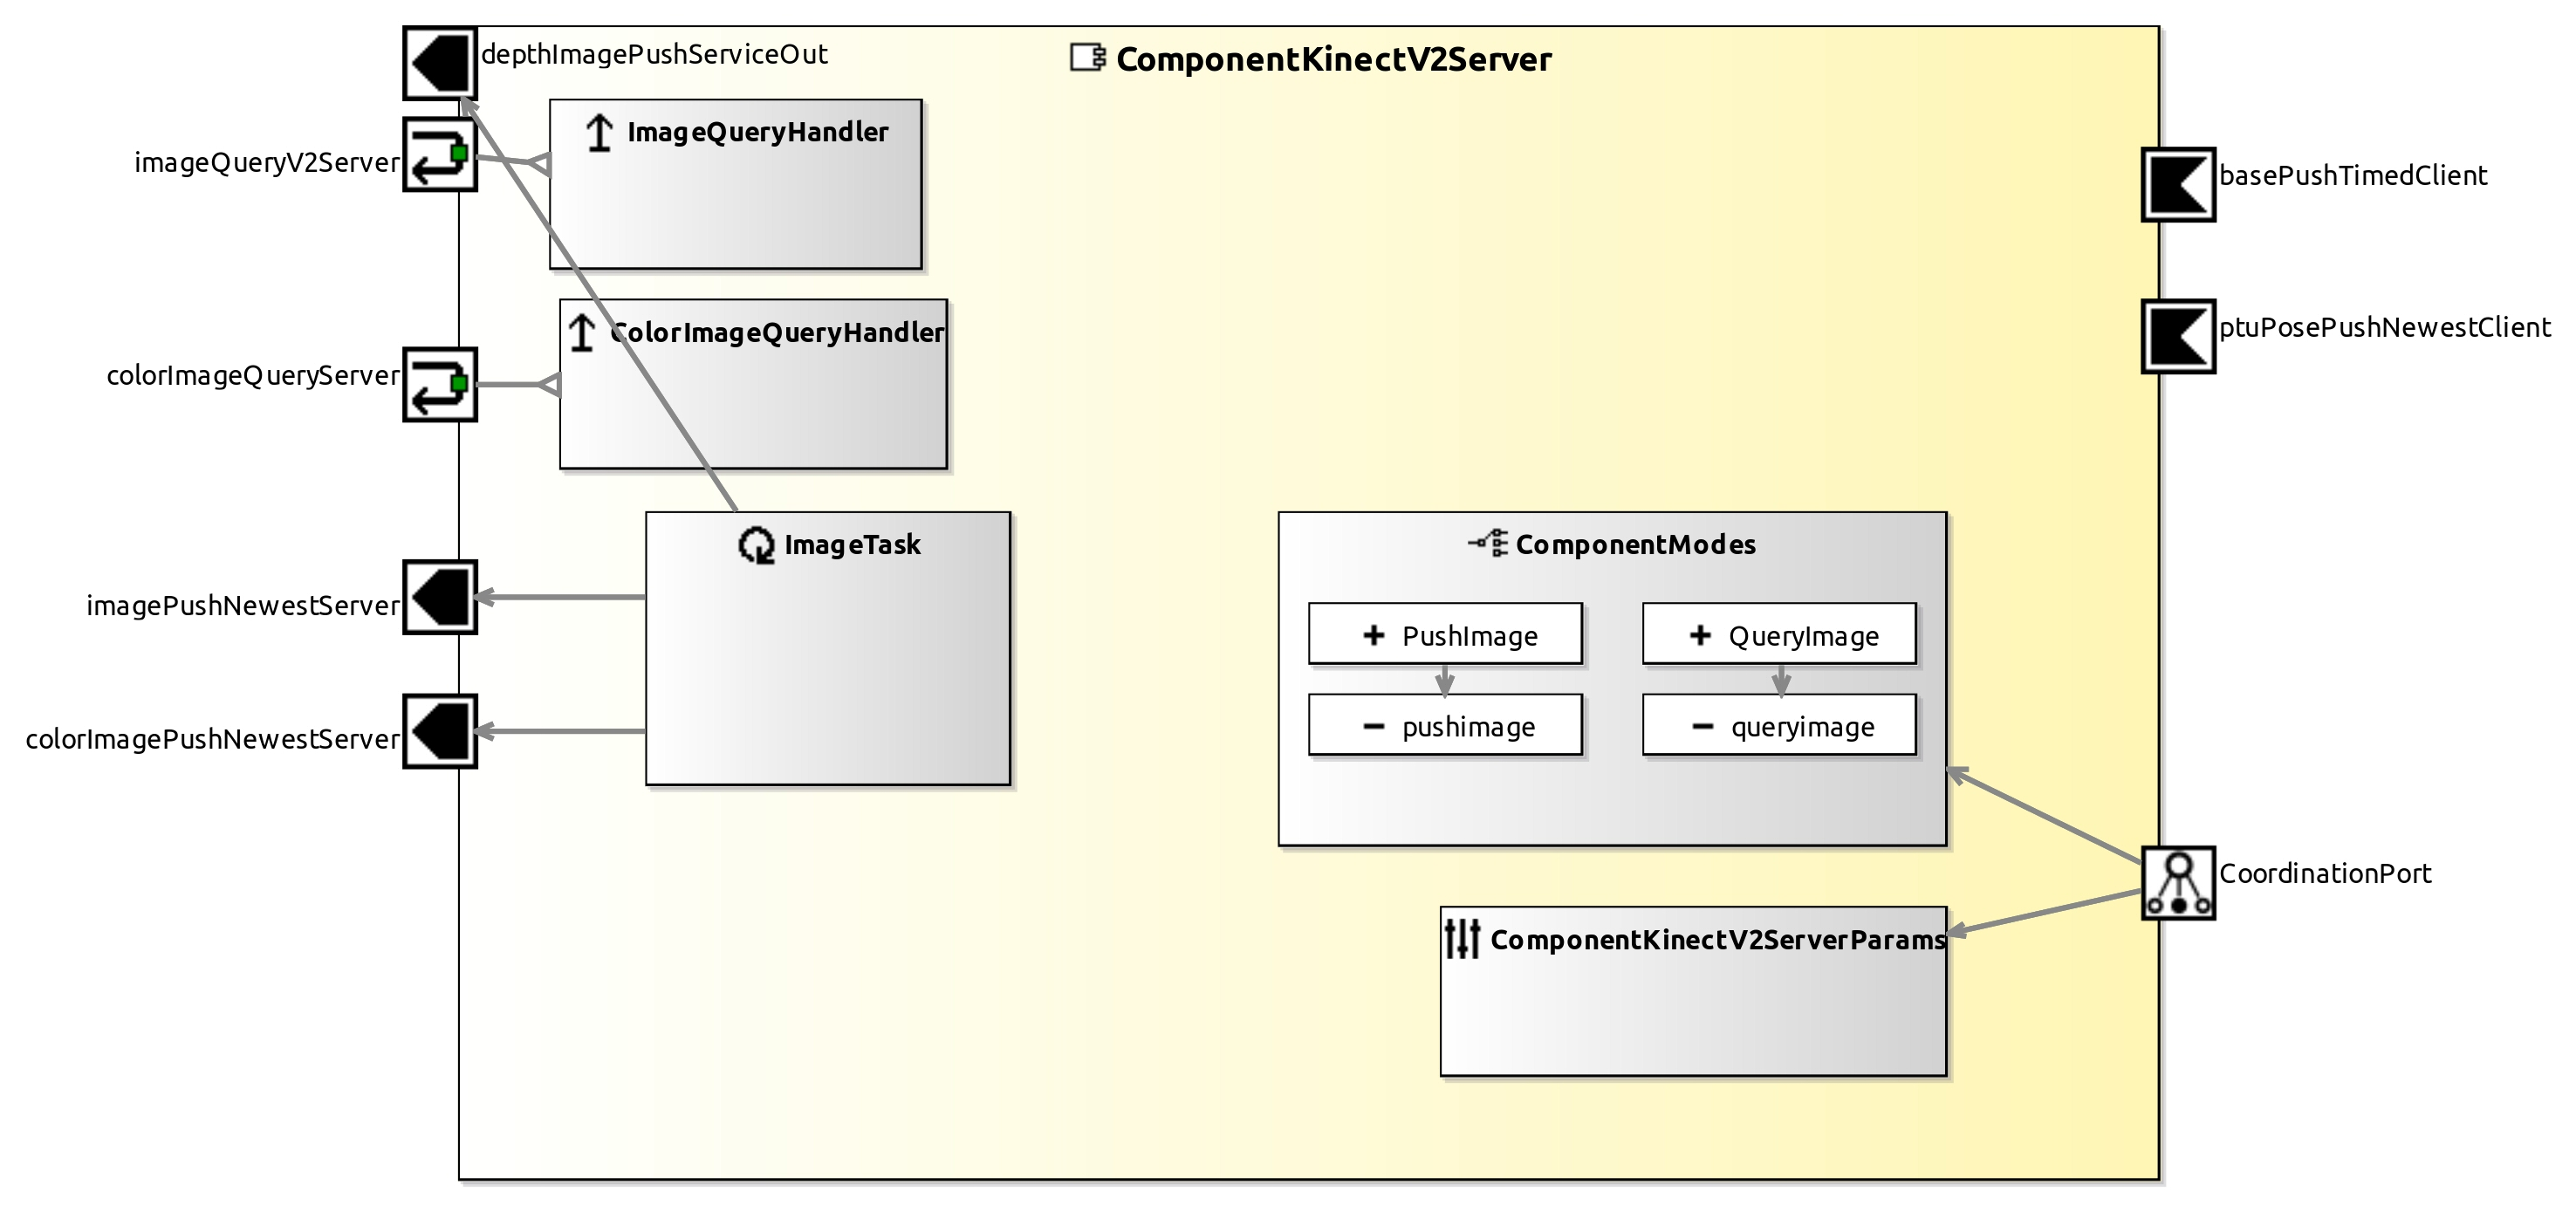 depthImagePushServiceOut
ComponentKinectV2Server
ImageQueryHandler
imageQueryV2Server
basePushTimedClient
ColorImageQueryHandler
ptuPosePushNewestClient
colorImageQueryServer
ImageTask
ComponentModes
imagePushNewestServer
+ PushImage
+ QueryImage
- pushimage
- queryimage
colorImagePushNewestServer
CoordinationPort
ComponentKinectV2ServerParams